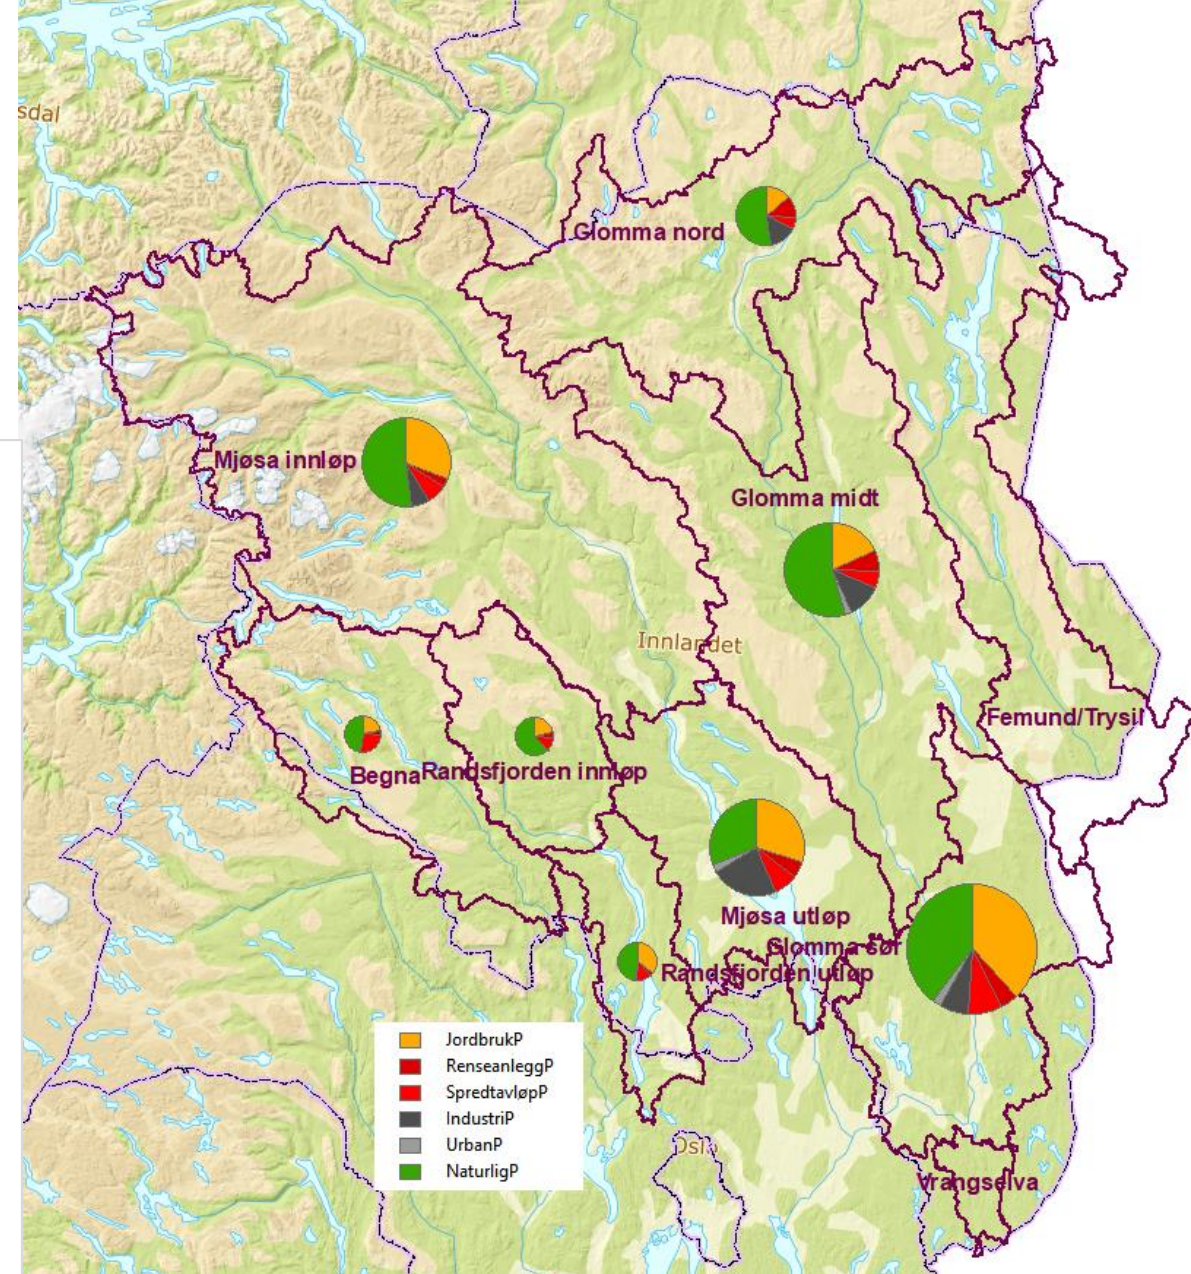 sdal
Glomma nord
Mjøsa innløp
Glomma midt
Innlandet
Femund/Trysil
Begna
Randsfjorden innløp
Mjøsa utløp
Glomma sør
Randsfjorden utløp
JordbrukP
RenseanleggP
SpredtavløpP
IndustriP
UrbanP
NaturligP
Oslo
Vrangselva